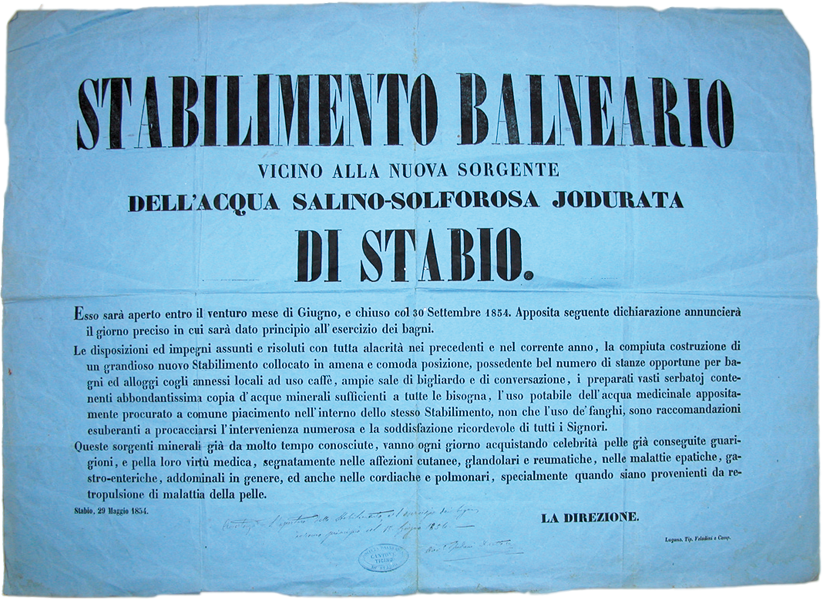 STABILIMENTO BALNEARIO
VICINO ALLA NUOVA SORGENTE
DELL'ACQUA SALINO-SOLFOROSA JODURATA
DI STABIO.
Esso sarà aperto entro il venturo mese di Giugno, e chiuso col 30 Settembre 1854. Apposita seguente dichiarazione annuncierà
il giorno preciso in cui sarà dato principio all'esercizio dei bagni.
Le disposizioni ed impegni assunti e risoluti con tutta alacrità nei precedenti e nel corrente anno, la compiuta costruzione di
un grandioso nuovo Stabilimento collocato in amena e comoda posizione, possedente bel numero di stanze opportune per ba-
gni ed alloggi cogli annessi locali ad uso caffè, ampie sale di bigliardo e di conversazione, i preparati vasti serbatoj conte-
nenti abbondantissima copia d'acque minerali sufficienti a tutte le bisogna, l'uso potabile dell'acqua medicinale apposita-
mente procurato a comune piacimento nell'interno dello stesso Stabilimento, non che l'uso de' fanghi, sono raccomandazioni
esuberanti a procacciarsi l'intervenienza numerosa e la soddisfazione ricordevole di tutti i Signori.
Queste sorgenti minerali già da molto tempo conosciute, vanno ogni giorno acquistando celebrità pelle già conseguite guari-
gioni, e pella loro virtù medica, segnatamente nelle affezioni cutanee, glandolari e reumatiche, nelle malattie epatiche, ga-
stro-enteriche, addominali in genere, ed anche nelle cordiache e polmonari, specialmente quando siano provenienti da re-
tropulsione di malattia della pelle.
Stabio, 29 Maggio 1854.
LA DIREZIONE.
Lugano, Tip. Veladini e Comp.